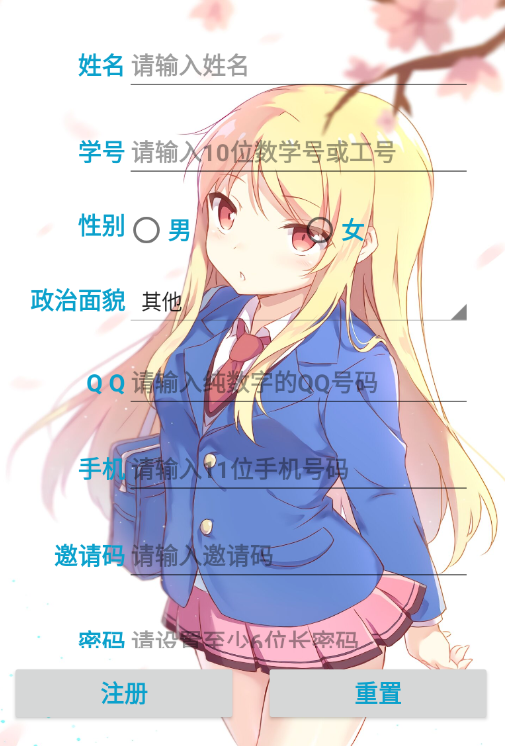 姓名 请输入姓名
学号 请输入10位数学号或工号
性别 男 女
政治面貌 其他
Q Q 请输入纯数字的QQ号码
手机 请输入11位手机号码
邀请码 请输入邀请码
密码 请设置至少6位长密码
注册 重置